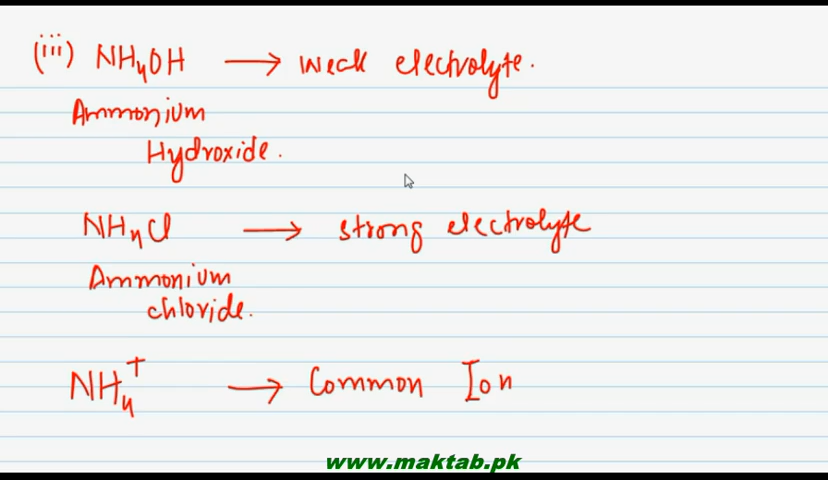 (iii) NH₄OH → weak electrolyte.
Ammonium
Hydroxide.
NH₄Cl → strong electrolyte
Ammonium
chloride.
NH₄⁺ → Common Ion
www.maktab.pk